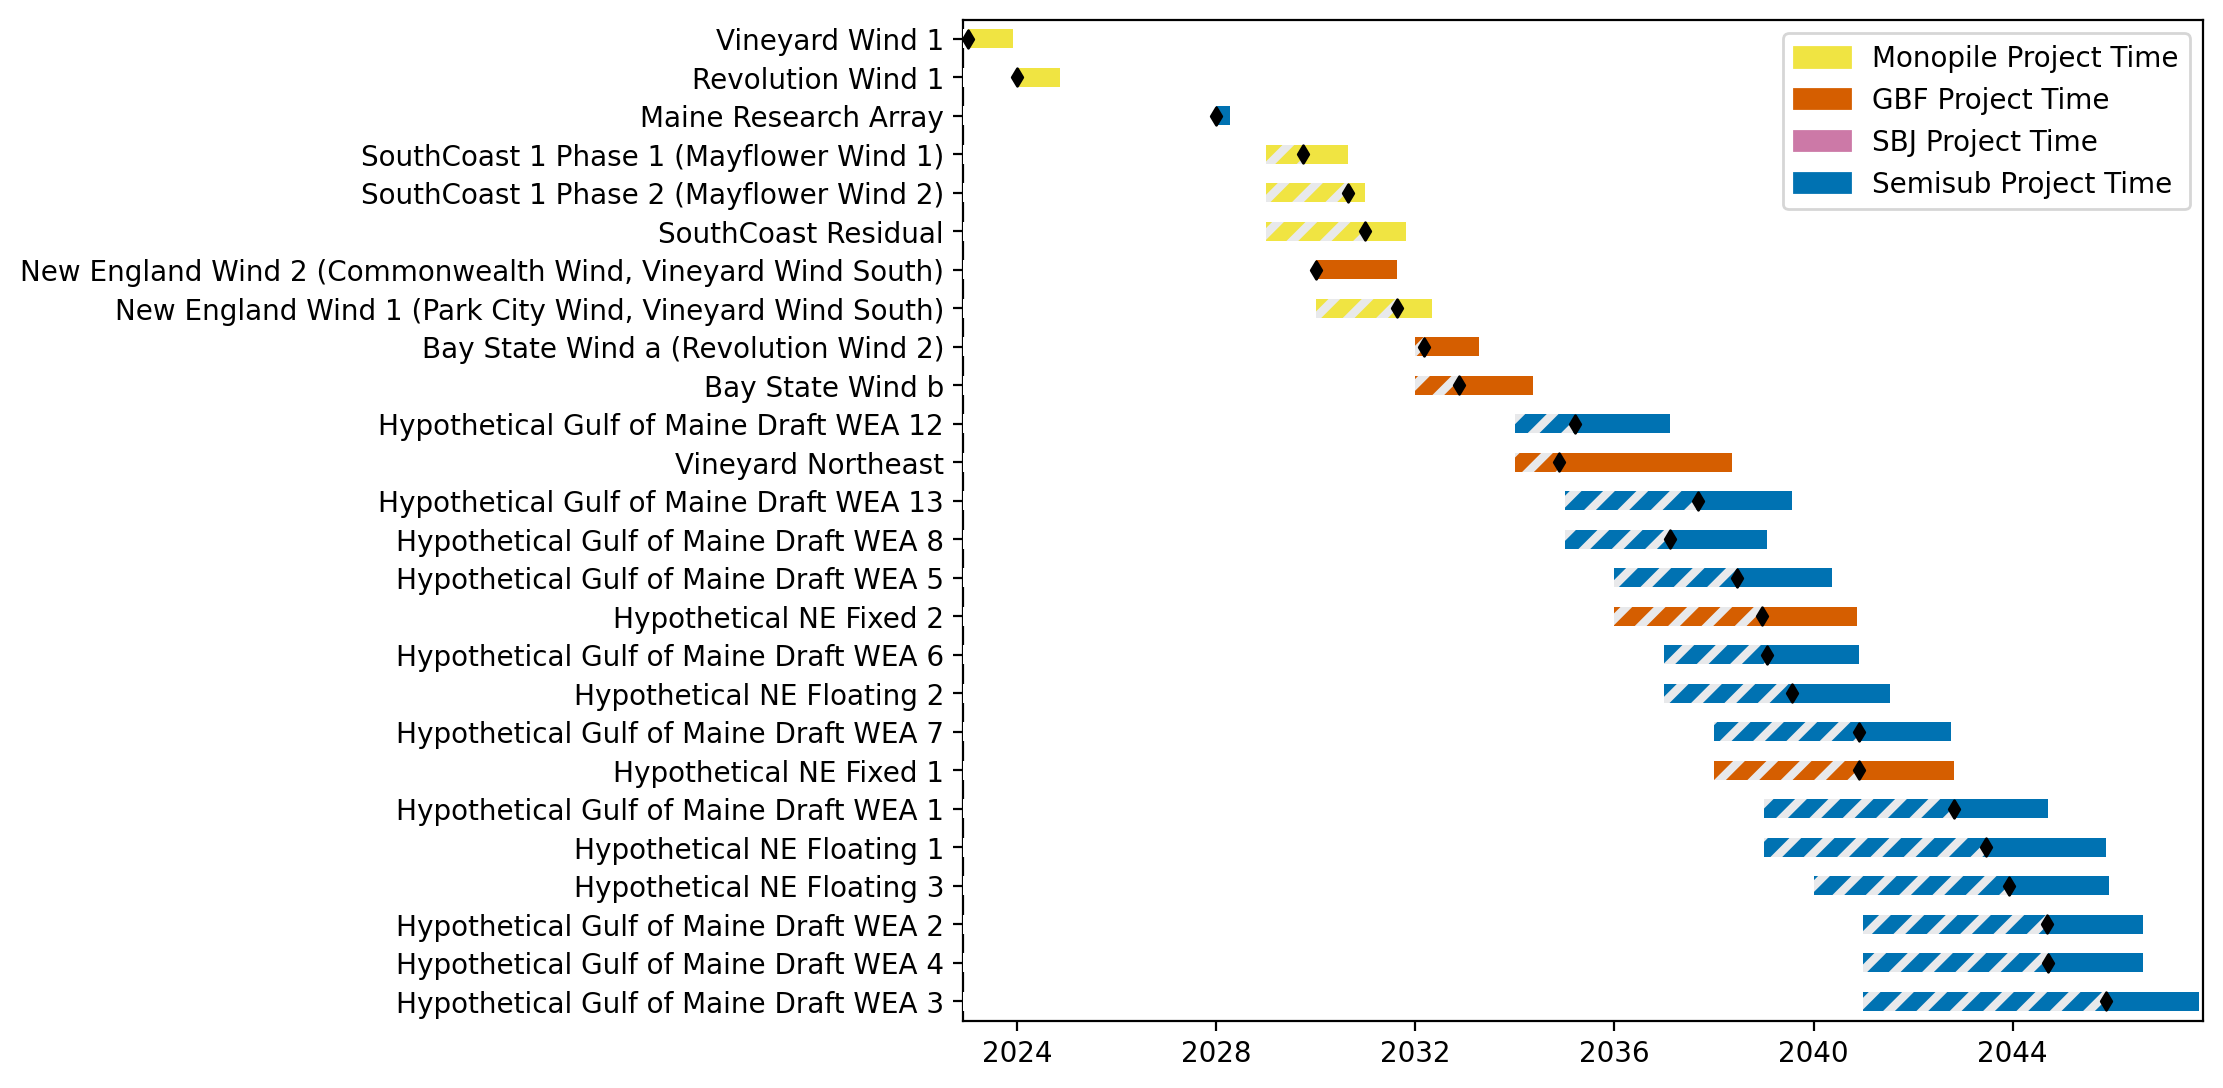 Vineyard Wind 1
Revolution Wind 1
Maine Research Array
SouthCoast 1 Phase 1 (Mayflower Wind 1)
SouthCoast 1 Phase 2 (Mayflower Wind 2)
SouthCoast Residual
New England Wind 2 (Commonwealth Wind, Vineyard Wind South)
New England Wind 1 (Park City Wind, Vineyard Wind South)
Bay State Wind a (Revolution Wind 2)
Bay State Wind b
Hypothetical Gulf of Maine Draft WEA 12
Vineyard Northeast
Hypothetical Gulf of Maine Draft WEA 13
Hypothetical Gulf of Maine Draft WEA 8
Hypothetical Gulf of Maine Draft WEA 5
Hypothetical NE Fixed 2
Hypothetical Gulf of Maine Draft WEA 6
Hypothetical NE Floating 2
Hypothetical Gulf of Maine Draft WEA 7
Hypothetical NE Fixed 1
Hypothetical Gulf of Maine Draft WEA 1
Hypothetical NE Floating 1
Hypothetical NE Floating 3
Hypothetical Gulf of Maine Draft WEA 2
Hypothetical Gulf of Maine Draft WEA 4
Hypothetical Gulf of Maine Draft WEA 3
Monopile Project Time
GBF Project Time
SBJ Project Time
Semisub Project Time
2024 2028 2032 2036 2040 2044